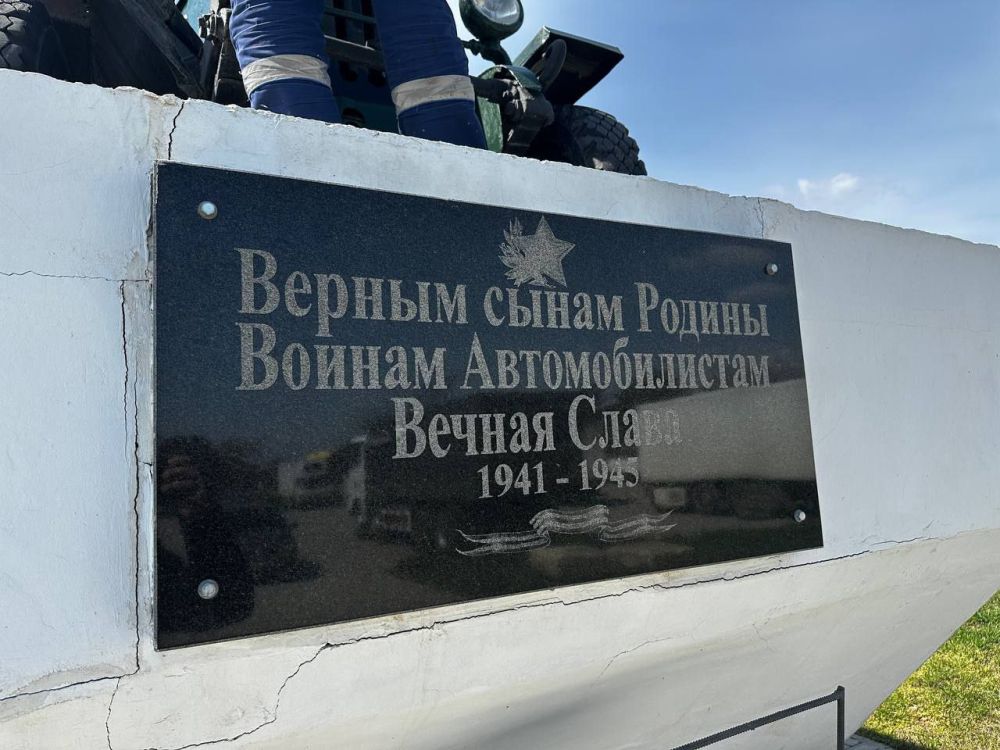 Верным сынам Родины
Воинам Автомобилистам
Вечная Слава
1941 - 1945